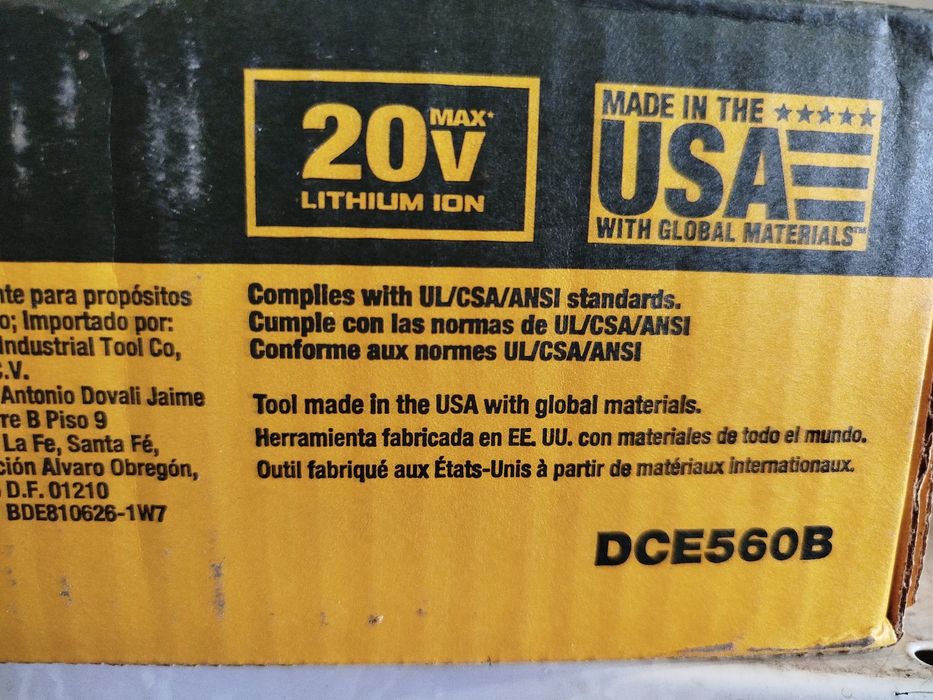 20V MAX*
LITHIUM ION
MADE IN THE
USA
WITH GLOBAL MATERIALS™
nte para propósitos
o; Importado por:
Industrial Tool Co,
C.V.
Antonio Dovali Jaime
re B Piso 9
La Fe, Santa Fé,
ción Alvaro Obregón,
D.F. 01210
BDE810626-1W7
Complies with UL/CSA/ANSI standards.
Cumple con las normas de UL/CSA/ANSI
Conforme aux normes UL/CSA/ANSI
Tool made in the USA with global materials.
Herramienta fabricada en EE. UU. con materiales de todo el mundo.
Outil fabriqué aux États-Unis à partir de matériaux internationaux.
DCE560B